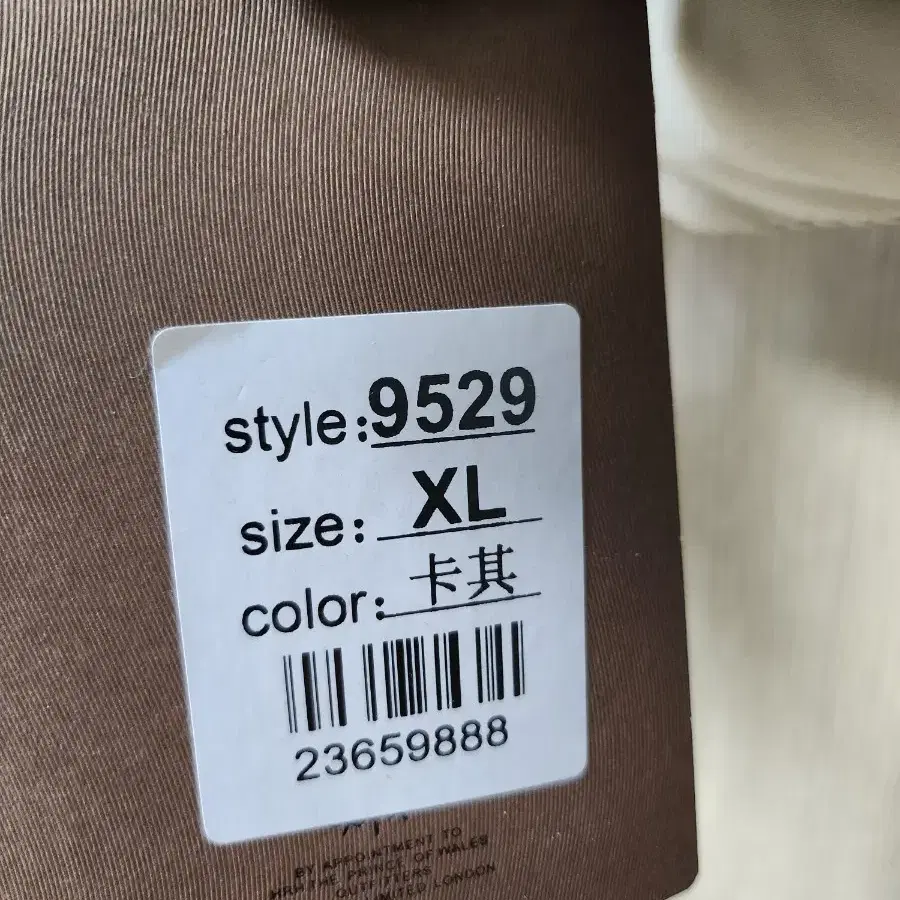 style:9529
size: XL
color: 卡其
23659888
BY APPOINTMENT TO
HRH THE PRINCE OF WALES
OUTFITTERS
LIMITED LONDON